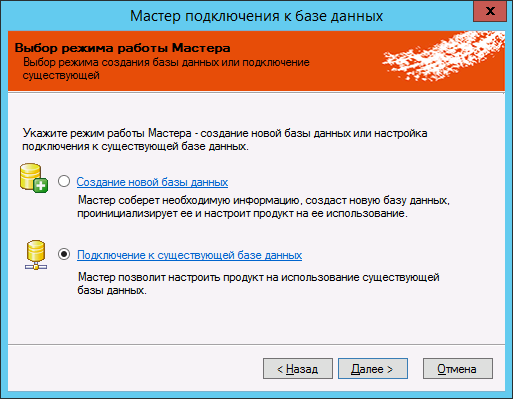 Мастер подключения к базе данных
x
Выбор режима работы Мастера
Выбор режима создания базы данных или подключение
существующей
Укажите режим работы Мастера - создание новой базы данных или настройка
подключения к существующей базе данных.
Создание новой базы данных
Мастер соберет необходимую информацию, создаст новую базу данных,
проинициализирует ее и настроит продукт на ее использование.
Подключение к существующей базе данных
Мастер позволит настроить продукт на использование существующей
базы данных.
< Назад Далее > Отмена